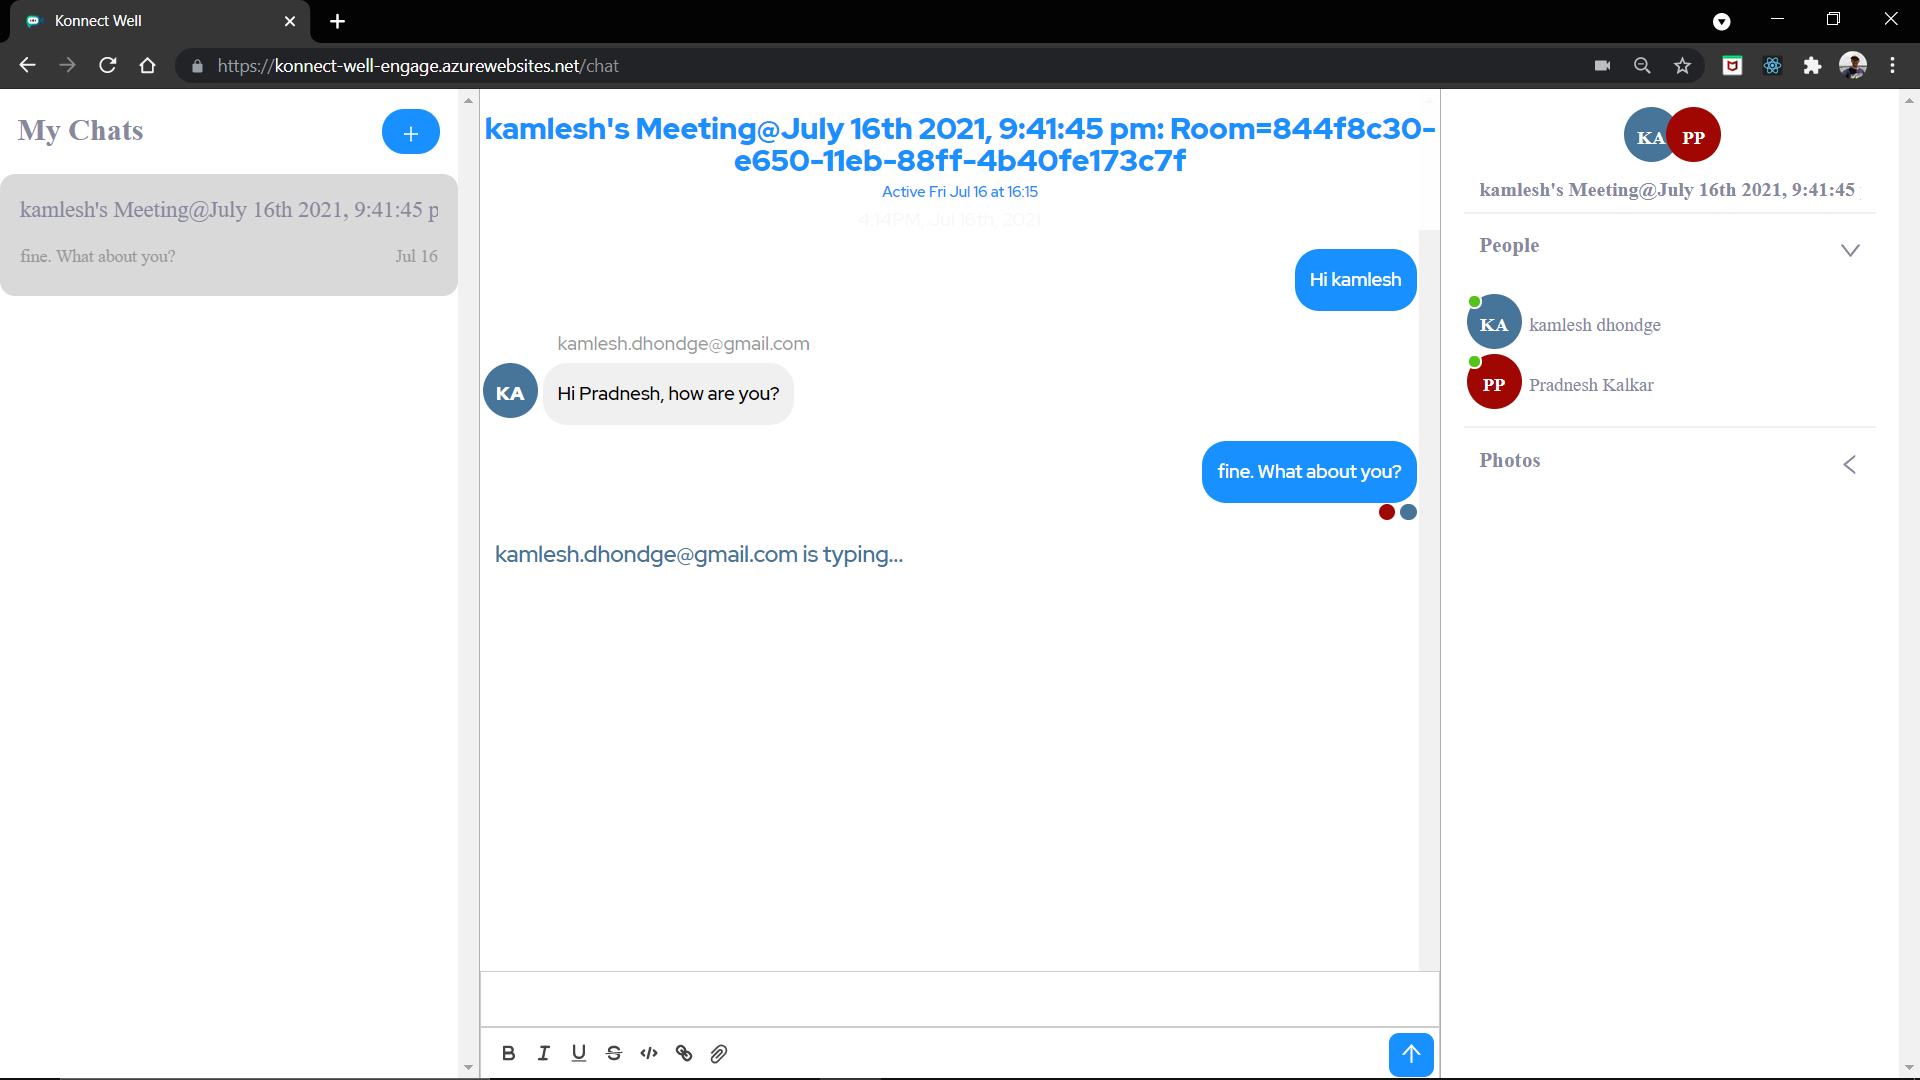 Konnect Well
https://konnect-well-engage.azurewebsites.net/chat
My Chats
+
kamlesh's Meeting@July 16th 2021, 9:41:45 p
fine. What about you?
Jul 16
kamlesh's Meeting@July 16th 2021, 9:41:45 pm: Room=844f8c30-
e650-11eb-88ff-4b40fe173c7f
Active Fri Jul 16 at 16:15
4:14PM, Jul 16th, 2021
Hi kamlesh
kamlesh.dhondge@gmail.com
KA
Hi Pradnesh, how are you?
fine. What about you?
kamlesh.dhondge@gmail.com is typing...
B I U S </>
KA
PP
kamlesh's Meeting@July 16th 2021, 9:41:45
People
KA
kamlesh dhondge
PP
Pradnesh Kalkar
Photos